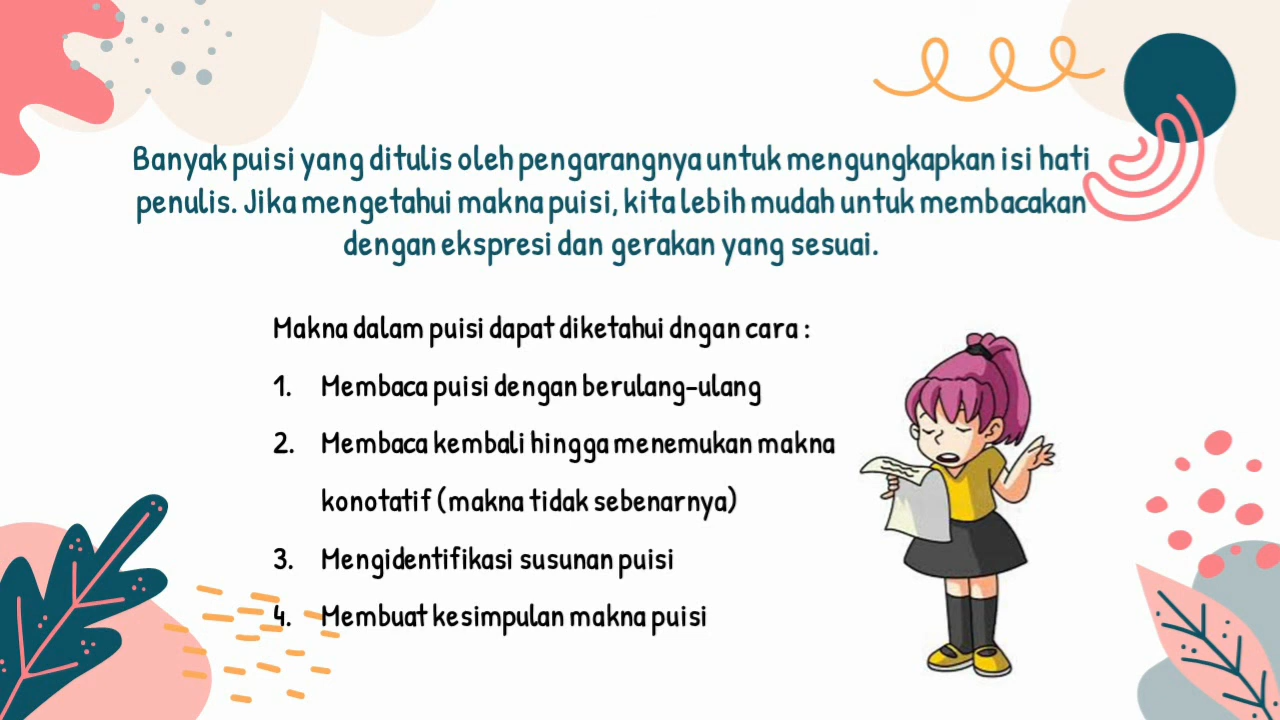 Banyak puisi yang ditulis oleh pengarangnya untuk mengungkapkan isi hati
penulis. Jika mengetahui makna puisi, kita lebih mudah untuk membacakan
dengan ekspresi dan gerakan yang sesuai.
Makna dalam puisi dapat diketahui dngan cara :
1. Membaca puisi dengan berulang-ulang
2. Membaca kembali hingga menemukan makna
konotatif (makna tidak sebenarnya)
3. Mengidentifikasi susunan puisi
4. Membuat kesimpulan makna puisi